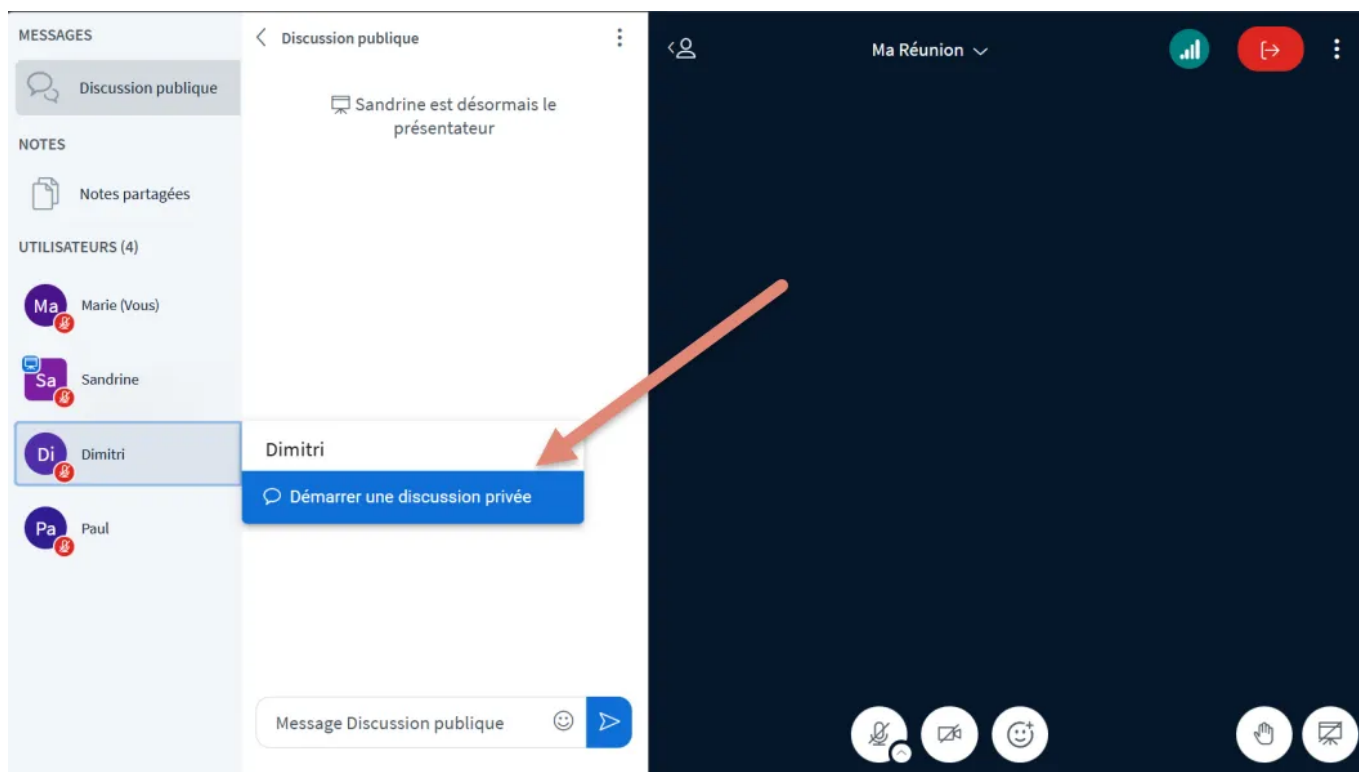 MESSAGES
Discussion publique
NOTES
Notes partagées
UTILISATEURS (4)
Ma
Marie (Vous)
Sa
Sandrine
Di
Dimitri
Pa
Paul
Discussion publique
Sandrine est désormais le
présentateur
Dimitri
Démarrer une discussion privée
Message Discussion publique
Ma Réunion